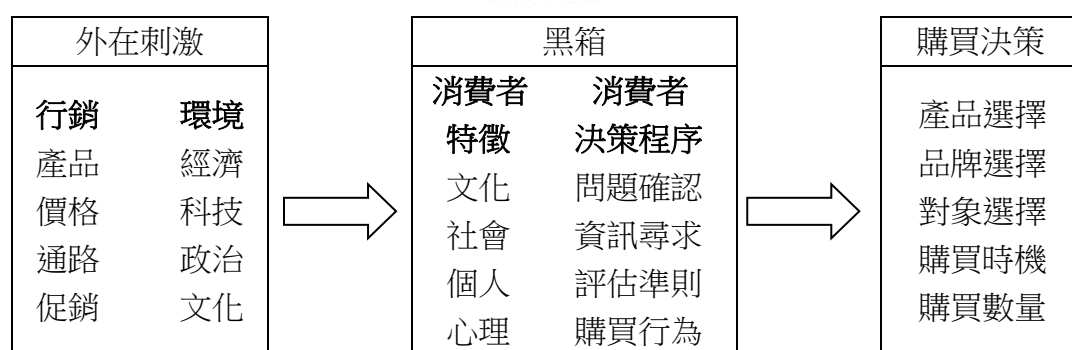 外在刺激
行銷 環境
產品 經濟
價格 科技
通路 政治
促銷 文化
黑箱
消費者 消費者
特徵 決策程序
文化 問題確認
社會 資訊尋求
個人 評估準則
心理 購買行為
購買決策
產品選擇
品牌選擇
對象選擇
購買時機
購買數量